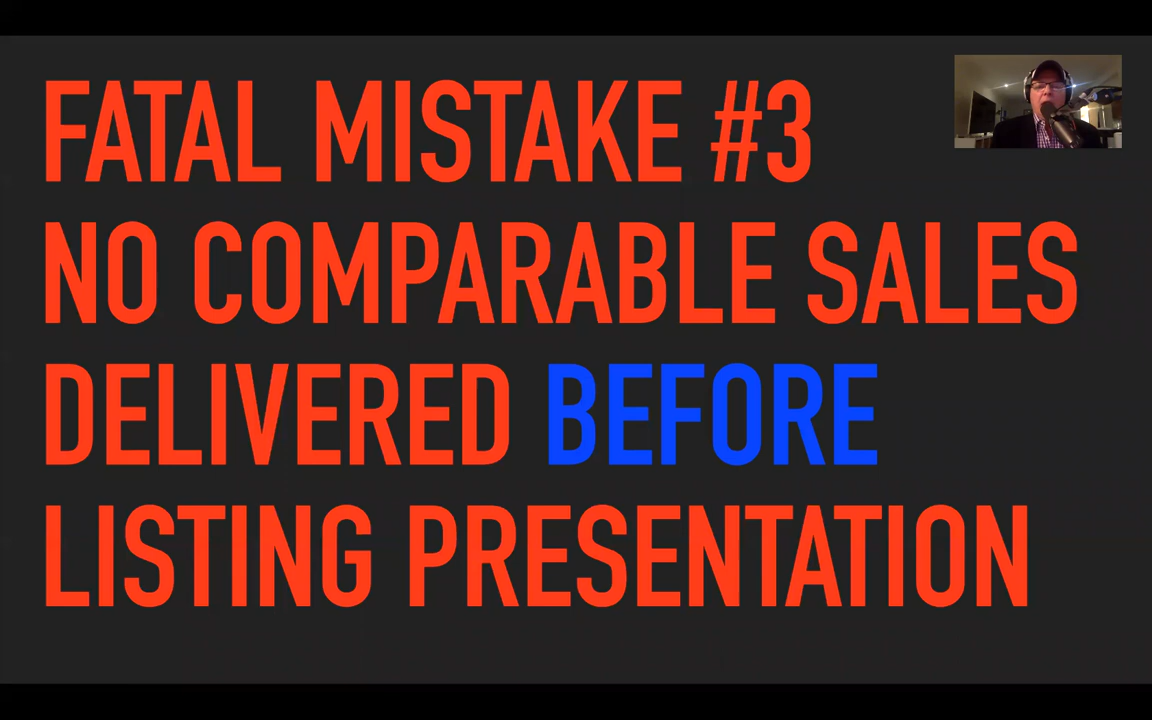 FATAL MISTAKE #3
NO COMPARABLE SALES
DELIVERED BEFORE
LISTING PRESENTATION